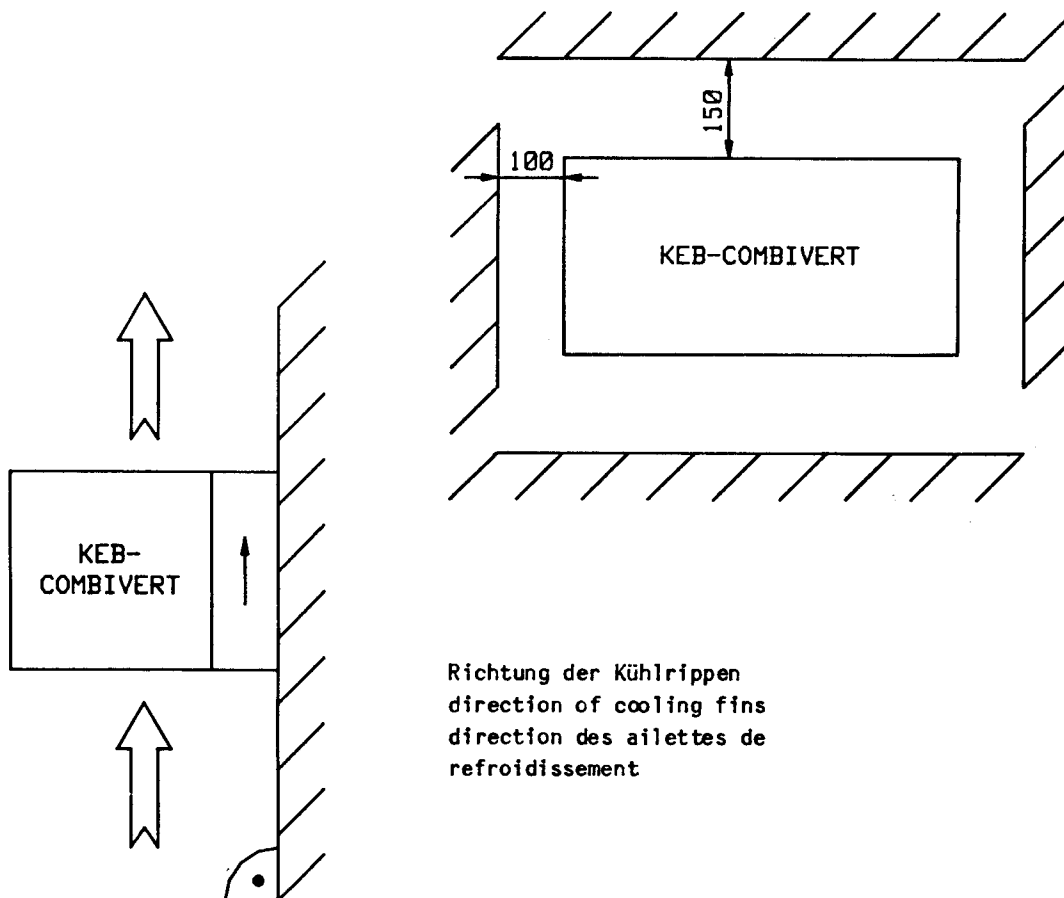 150
100
KEB-COMBIVERT
KEB-
COMBIVERT
Richtung der Kühlrippen
direction of cooling fins
direction des ailettes de
refroidissement